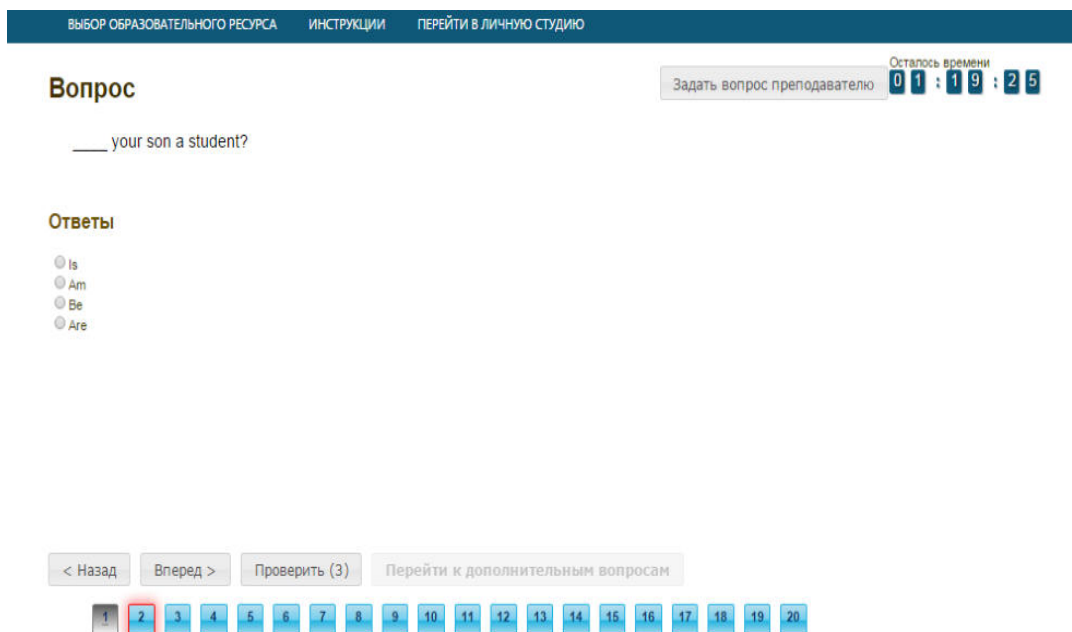 ВЫБОР ОБРАЗОВАТЕЛЬНОГО РЕСУРСА ИНСТРУКЦИИ ПЕРЕЙТИ В ЛИЧНУЮ СТУДИЮ
Осталось времени
Вопрос Задать вопрос преподавателю 01:19:25
____ your son a student?
Ответы
Is
Am
Be
Are
< Назад Вперед > Проверить (3) Перейти к дополнительным вопросам
1 2 3 4 5 6 7 8 9 10 11 12 13 14 15 16 17 18 19 20